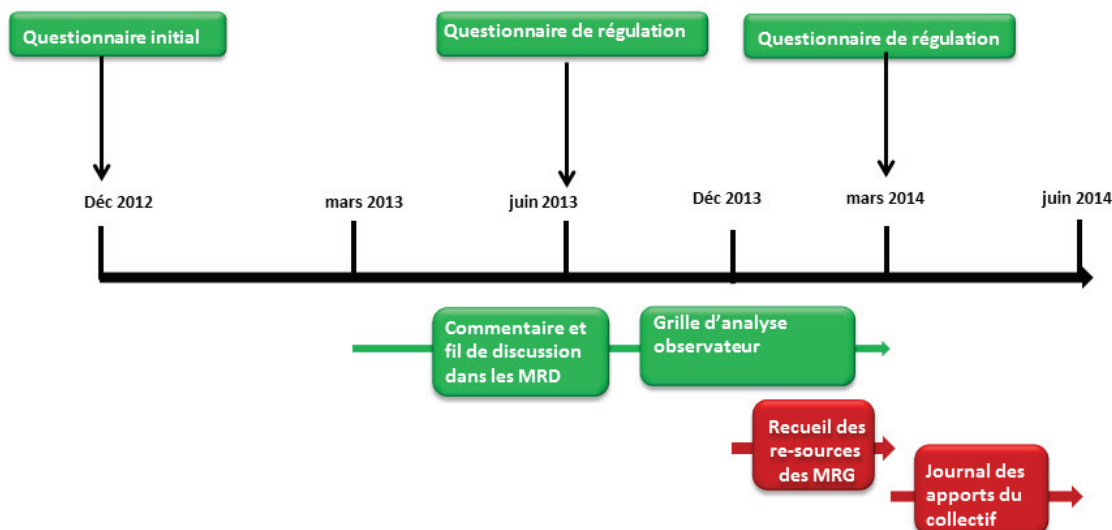 Questionnaire initial
Questionnaire de régulation
Questionnaire de régulation
Déc 2012
mars 2013
juin 2013
Déc 2013
mars 2014
juin 2014
Commentaire et
fil de discussion
dans les MRD
Grille d'analyse
observateur
Recueil des
re-sources
des MRG
Journal des
apports du
collectif